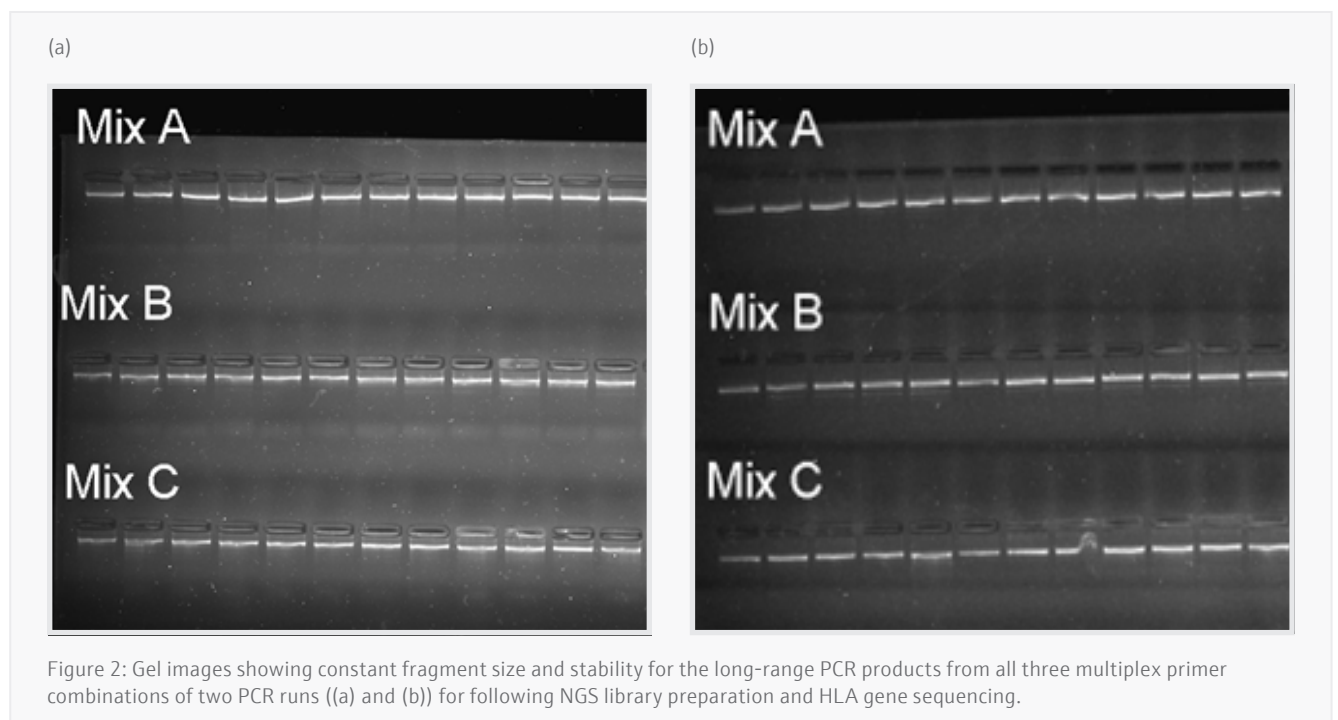 (a)
(b)
Mix A
Mix B
Mix C
Mix A
Mix B
Mix C
Figure 2: Gel images showing constant fragment size and stability for the long-range PCR products from all three multiplex primer
combinations of two PCR runs ((a) and (b)) for following NGS library preparation and HLA gene sequencing.